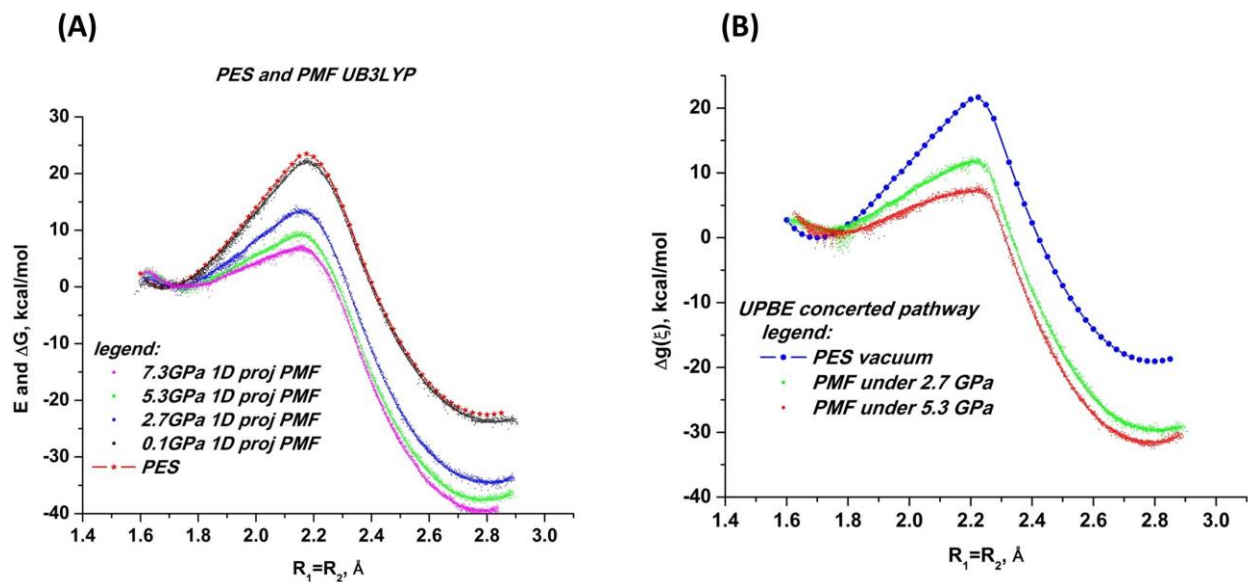 (A)
PES and PMF UB3LYP
E and ΔG, kcal/mol
40
30
20
10
0
-10
-20
-30
-40
legend:
7.3GPa 1D proj PMF
5.3GPa 1D proj PMF
2.7GPa 1D proj PMF
0.1GPa 1D proj PMF
PES
1.4 1.6 1.8 2.0 2.2 2.4 2.6 2.8 3.0
R₁=R₂, Å
(B)
Δg(ξ), kcal/mol
20
10
0
-10
-20
-30
-40
UPBE concerted pathway
legend:
PES vacuum
PMF under 2.7 GPa
PMF under 5.3 GPa
1.4 1.6 1.8 2.0 2.2 2.4 2.6 2.8 3.0
R₁=R₂, Å